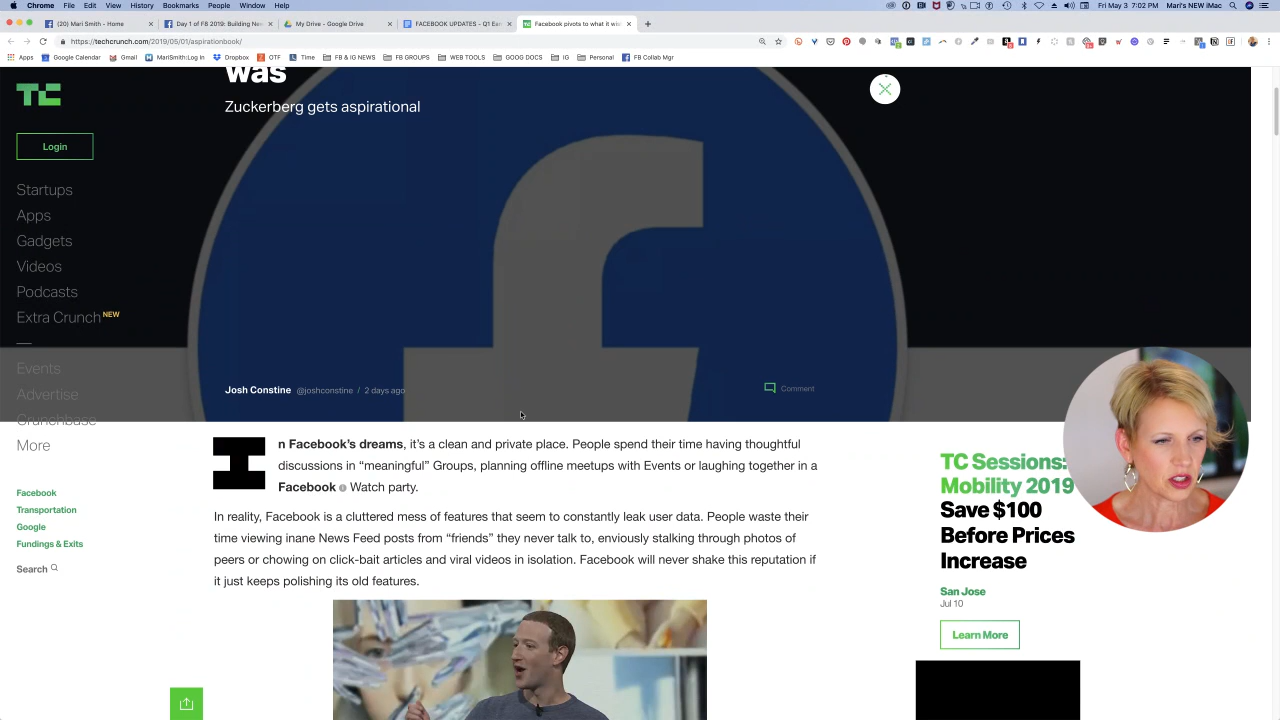 Chrome File Edit View History Bookmarks People Window Help
Fri May 3 7:02 PM Mari's NEW iMac
(20) Mari Smith - Home
Day 1 of F8 2019: Building New
My Drive - Google Drive
FACEBOOK UPDATES - Q1 Ear
Facebook pivots to what it wis
https://techcrunch.com/2019/05/01/aspirationbook/
Apps Google Calendar Gmail MariSmith:Log in Dropbox OTF Time FB & IG NEWS FB GROUPS WEB TOOLS GOOG DOCS IG Personal FB Collab Mgr
was
Zuckerberg gets aspirational
TC
Login
Startups
Apps
Gadgets
Videos
Podcasts
Extra Crunch NEW
Events
Advertise
Crunchbase
More
Facebook
Transportation
Google
Fundings & Exits
Search
Josh Constine @joshconstine / 2 days ago
Comment
In Facebook's dreams, it's a clean and private place. People spend their time having thoughtful
discussions in “meaningful” Groups, planning offline meetups with Events or laughing together in a
Facebook Watch party.
In reality, Facebook is a cluttered mess of features that seem to constantly leak user data. People waste their
time viewing inane News Feed posts from “friends” they never talk to, enviously stalking through photos of
peers or chowing on click-bait articles and viral videos in isolation. Facebook will never shake this reputation if
it just keeps polishing its old features.
TC Sessions:
Mobility 2019
Save $100
Before Prices
Increase
San Jose
Jul 10
Learn More